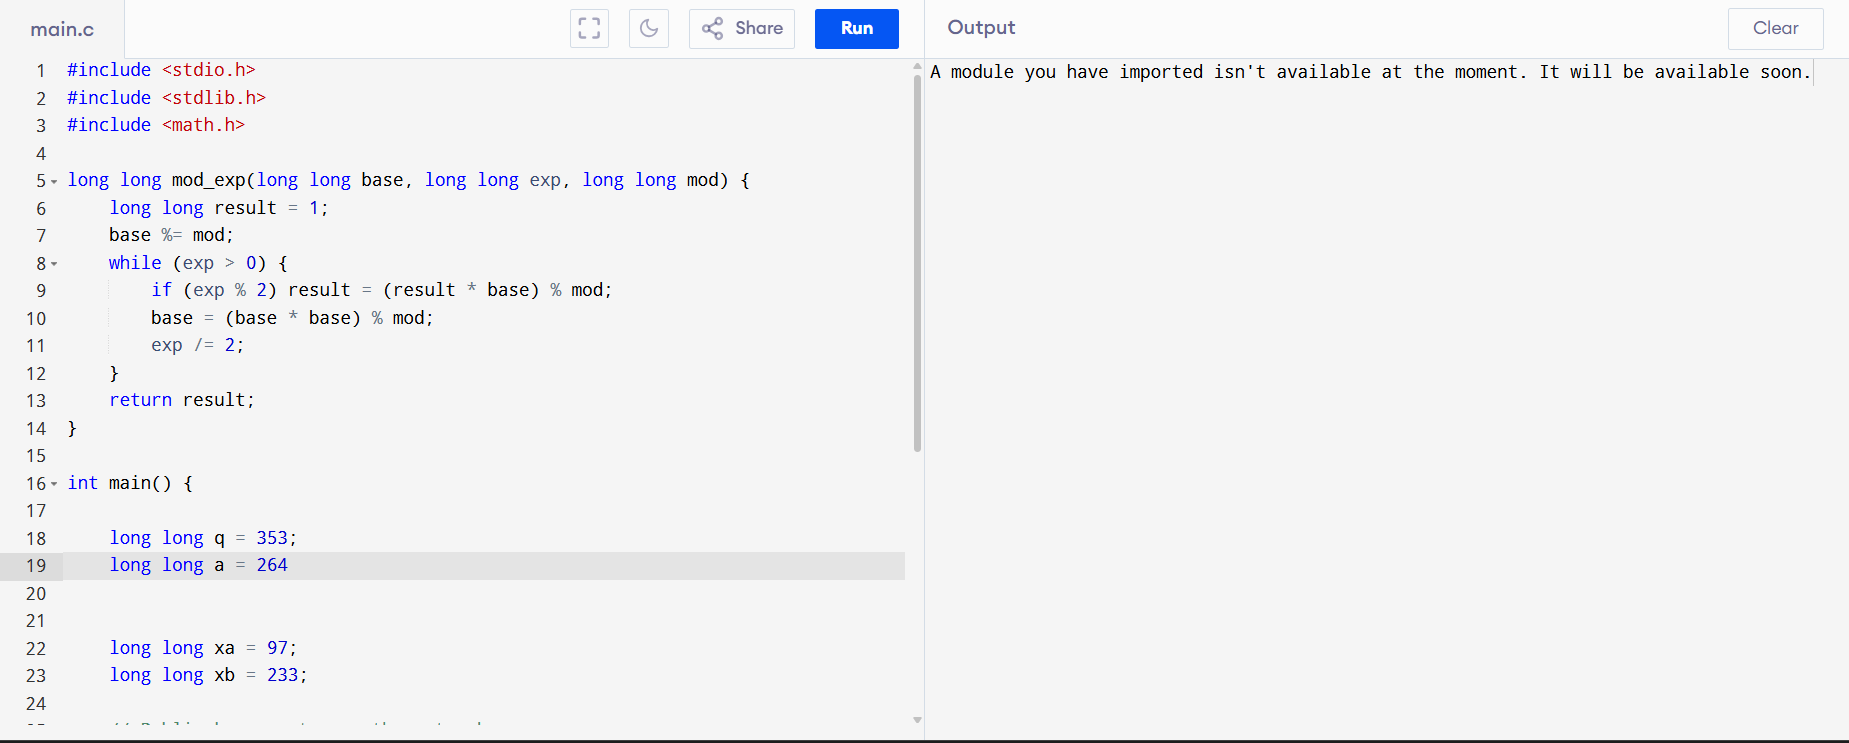 main.c
Share
Run
Output
Clear
1 #include <stdio.h>
2 #include <stdlib.h>
3 #include <math.h>
4
5 long long mod_exp(long long base, long long exp, long long mod) {
6     long long result = 1;
7     base %= mod;
8     while (exp > 0) {
9         if (exp % 2) result = (result * base) % mod;
10         base = (base * base) % mod;
11         exp /= 2;
12     }
13     return result;
14 }
15
16 int main() {
17
18     long long q = 353;
19     long long a = 264
20
21
22     long long xa = 97;
23     long long xb = 233;
24
A module you have imported isn't available at the moment. It will be available soon.